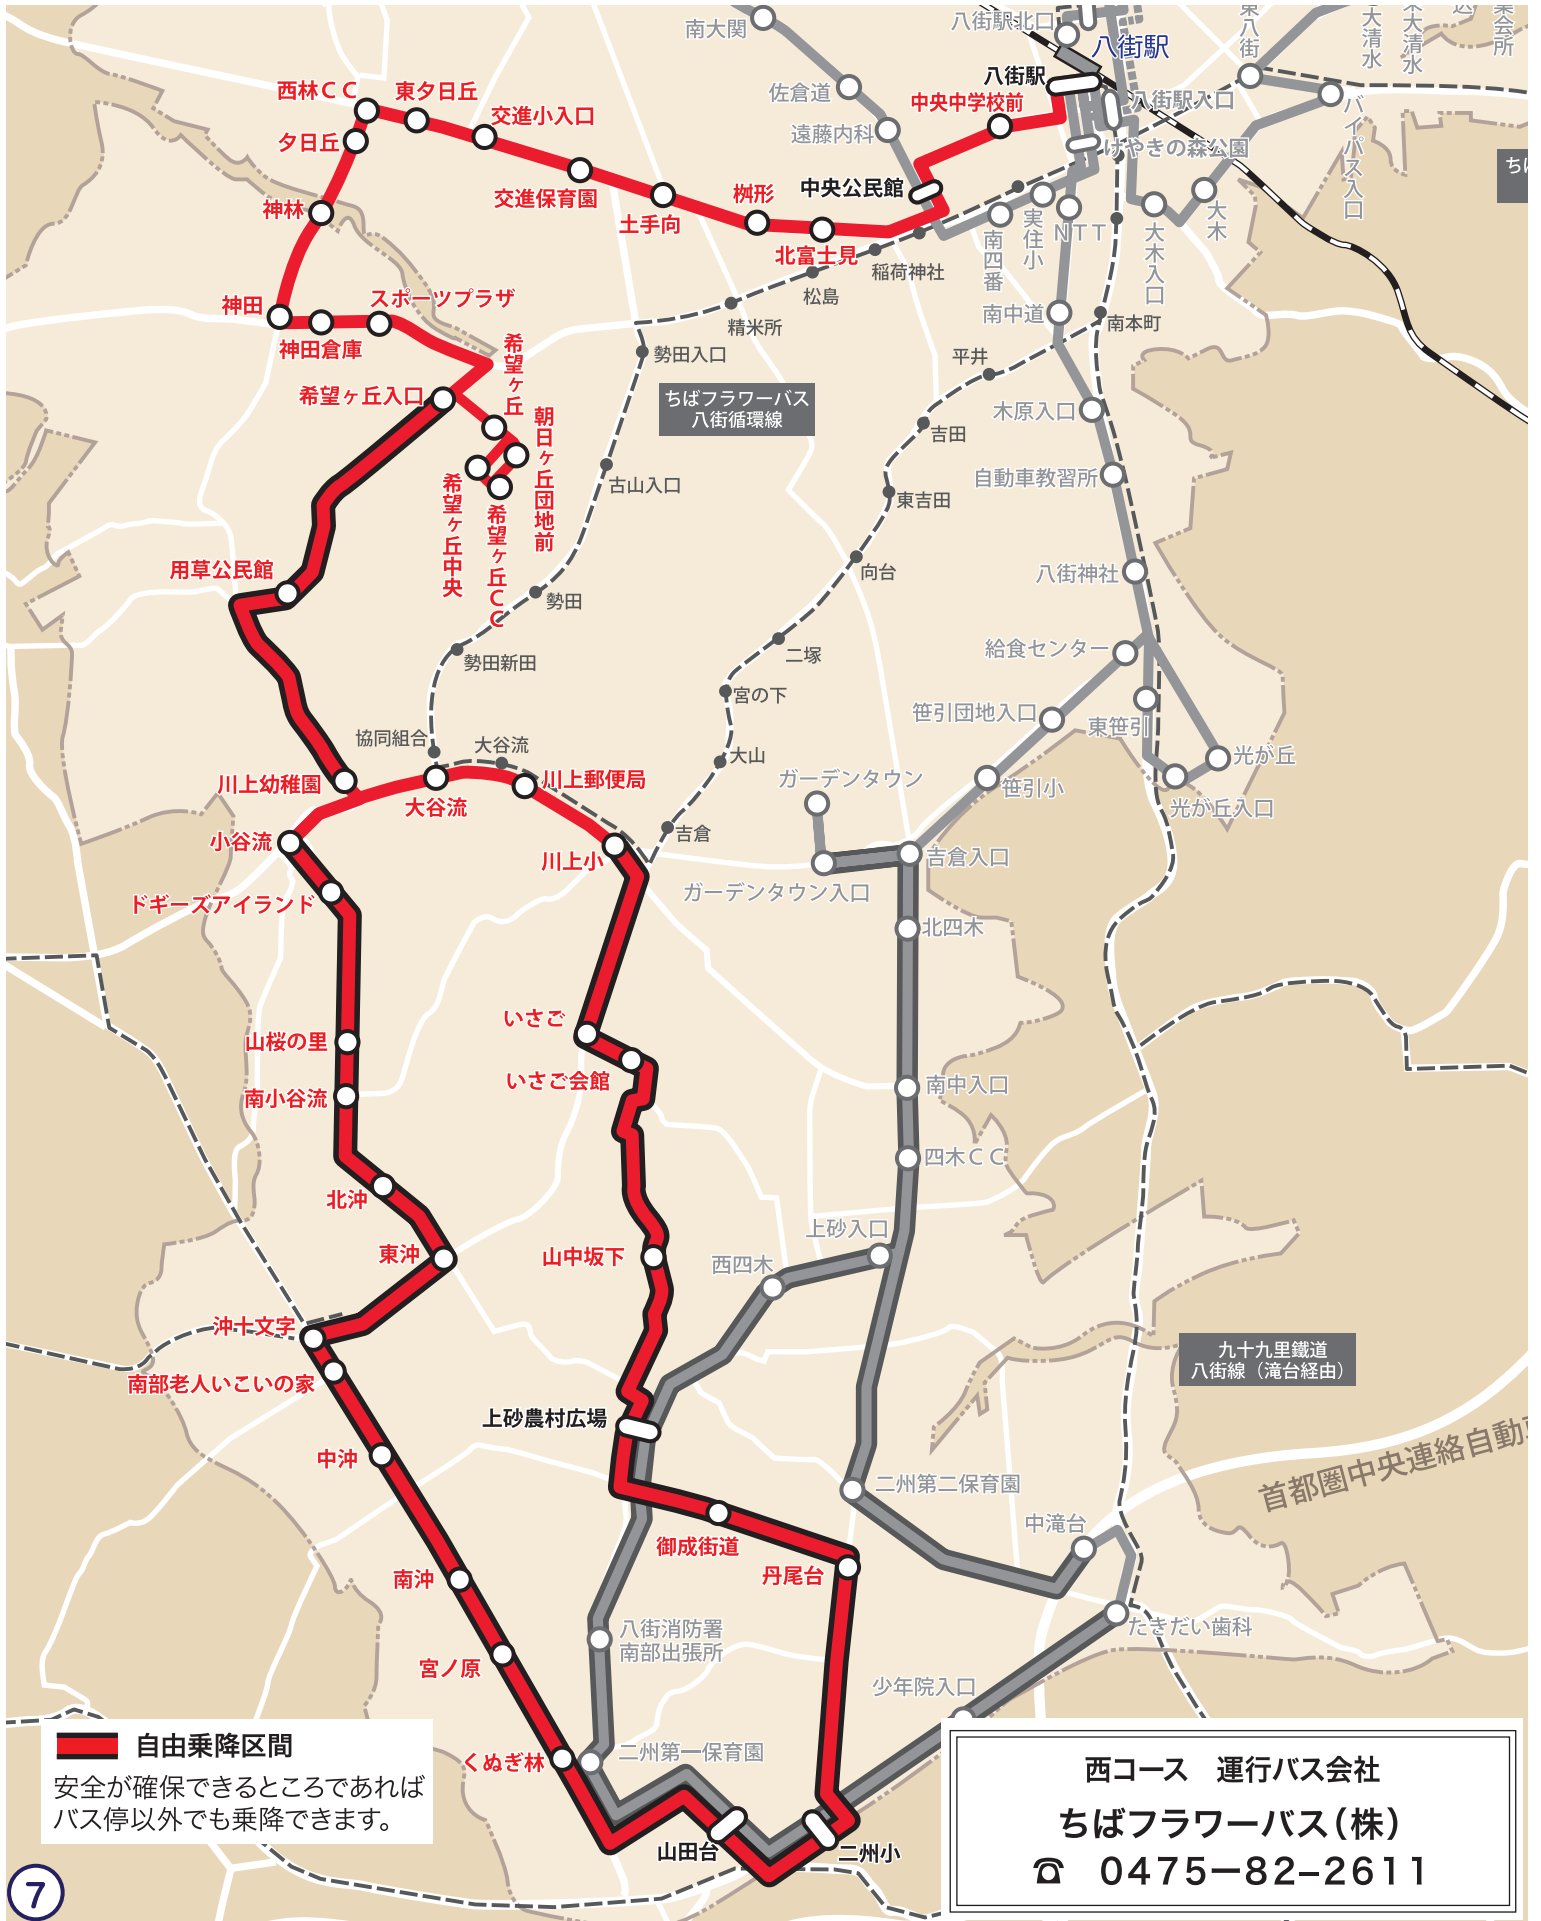 南大関
八街駅北口
八街駅
東八街
大清水
東大清水
集会所
西林ＣＣ
東夕日丘
八街駅
佐倉道
中央中学校前
八街駅入口
バイパス入口
交進小入口
遠藤内科
夕日丘
けやきの森公園
ちば
交進保育園
桝形
中央公民館
神林
土手向
実住小
NTT
大木
南四番
大木入口
北富士見
稲荷神社
神田
スポーツプラザ
松島
南中道
南本町
精米所
神田倉庫
希望ヶ丘
勢田入口
平井
希望ヶ丘入口
ちばフラワーバス
八街循環線
木原入口
朝日ヶ丘団地前
吉田
希望ヶ丘中央
古山入口
自動車教習所
希望ヶ丘ＣＣ
東吉田
用草公民館
向台
八街神社
勢田
勢田新田
二塚
給食センター
宮の下
笹引団地入口
東笹引
協同組合
大谷流
大山
光が丘
川上幼稚園
川上郵便局
ガーデンタウン
笹引小
大谷流
光が丘入口
小谷流
吉倉
川上小
吉倉入口
ドギーズアイランド
ガーデンタウン入口
北四木
いさご
山桜の里
いさご会館
南中入口
南小谷流
四木ＣＣ
北沖
上砂入口
東沖
山中坂下
西四木
沖十文字
九十九里鐵道
八街線（滝台経由）
南部老人いこいの家
上砂農村広場
中沖
首都圏中央連絡自動車
二州第二保育園
中滝台
御成街道
南沖
丹尾台
八街消防署
南部出張所
たきだい歯科
宮ノ原
少年院入口
くぬぎ林
二州第一保育園
自由乗降区間
安全が確保できるところであれば
バス停以外でも乗降できます。
山田台
二州小
西コース　運行バス会社
ちばフラワーバス（株）
☎　0475ー82−2611
7